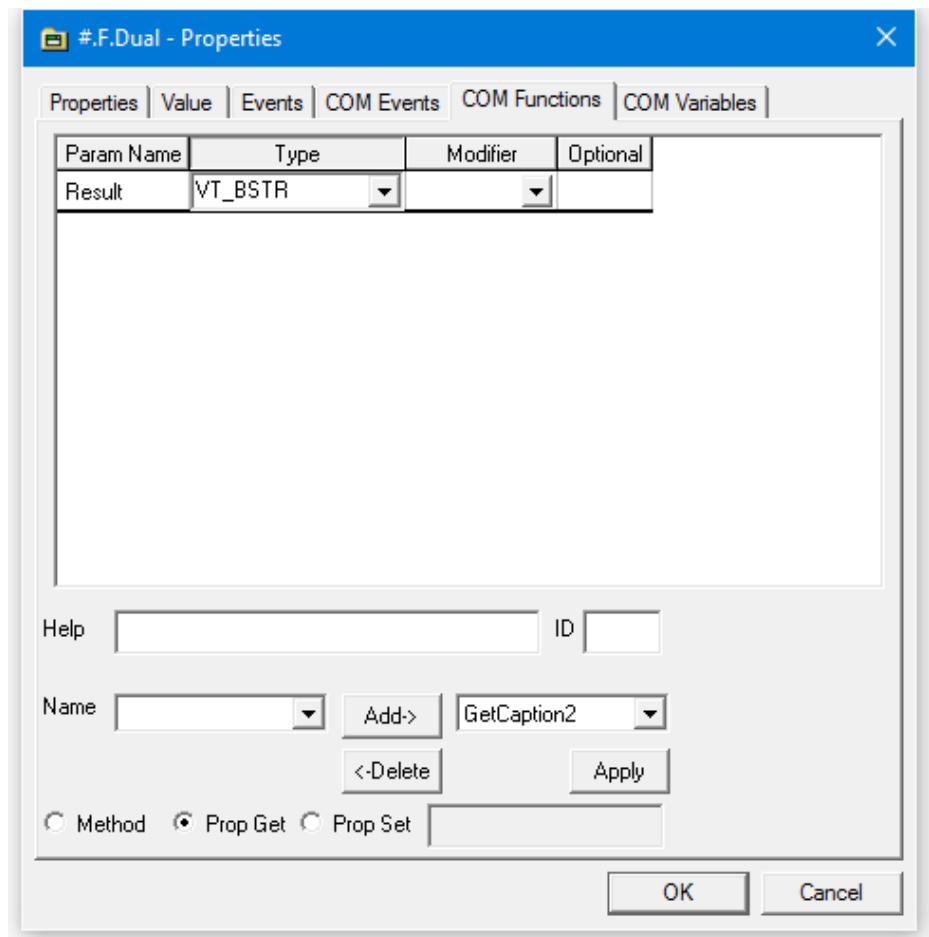 #.F.Dual - Properties
Properties Value Events COM Events COM Functions COM Variables
Param Name Type Modifier Optional
Result VT_BSTR
Help ID
Name Add-> GetCaption2
<-Delete Apply
Method Prop Get Prop Set
OK Cancel